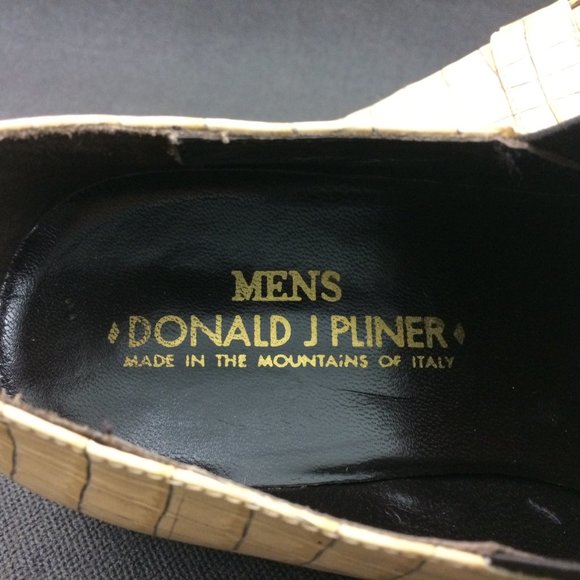 MENS
DONALD J PLINER
MADE IN THE MOUNTAiNS OF ITALY